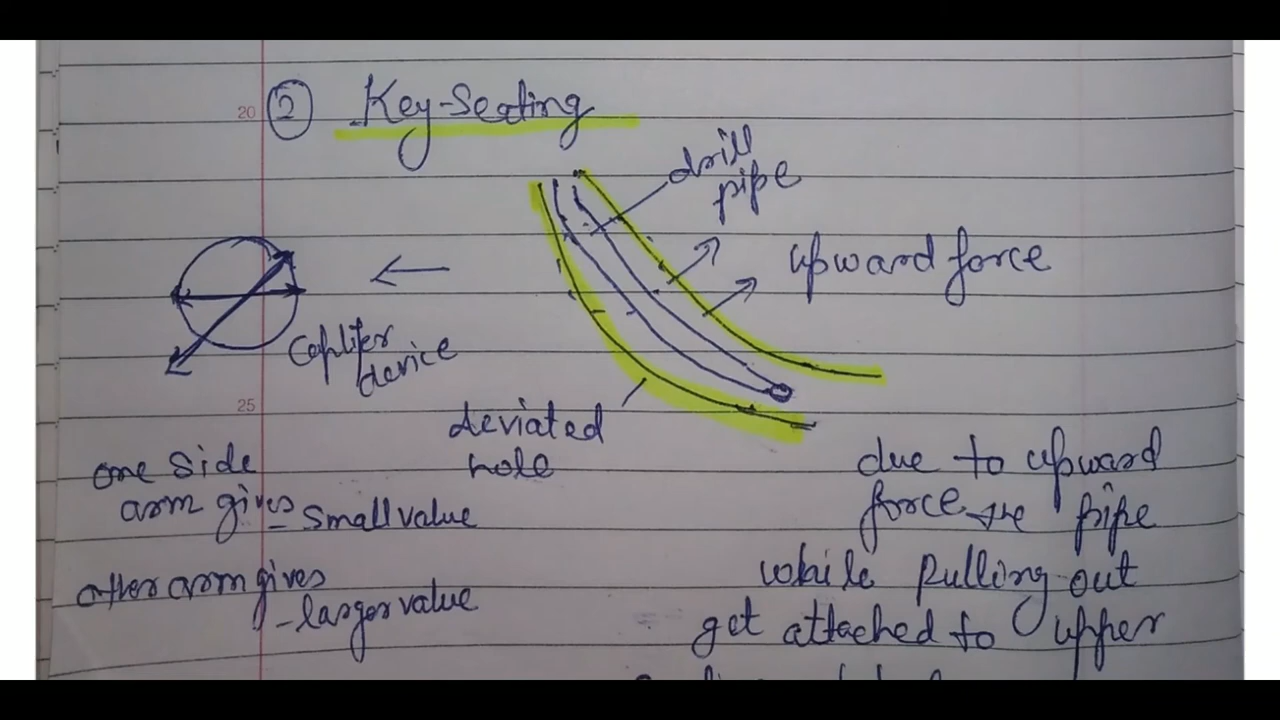 20
② Key-Seating
drill
pipe
upward force
Capliper
device
25
deviated
hole
one side
arm gives
- small value
other arm gives
- larger value
due to upward
force the pipe
while pulling out
get attached to upper